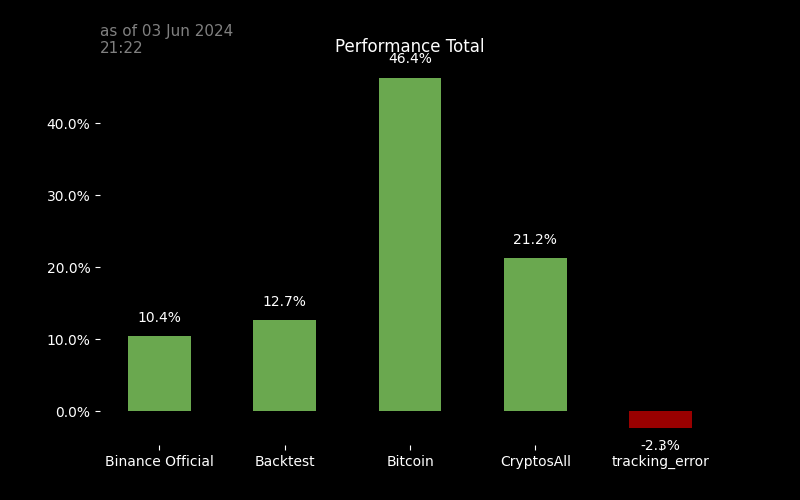 as of 03 Jun 2024
21:22
Performance Total
46.4%
40.0%
30.0%
21.2%
20.0%
12.7%
10.4%
10.0%
0.0%
-2.3%
Binance Official
Backtest
Bitcoin
CryptosAll
tracking_error